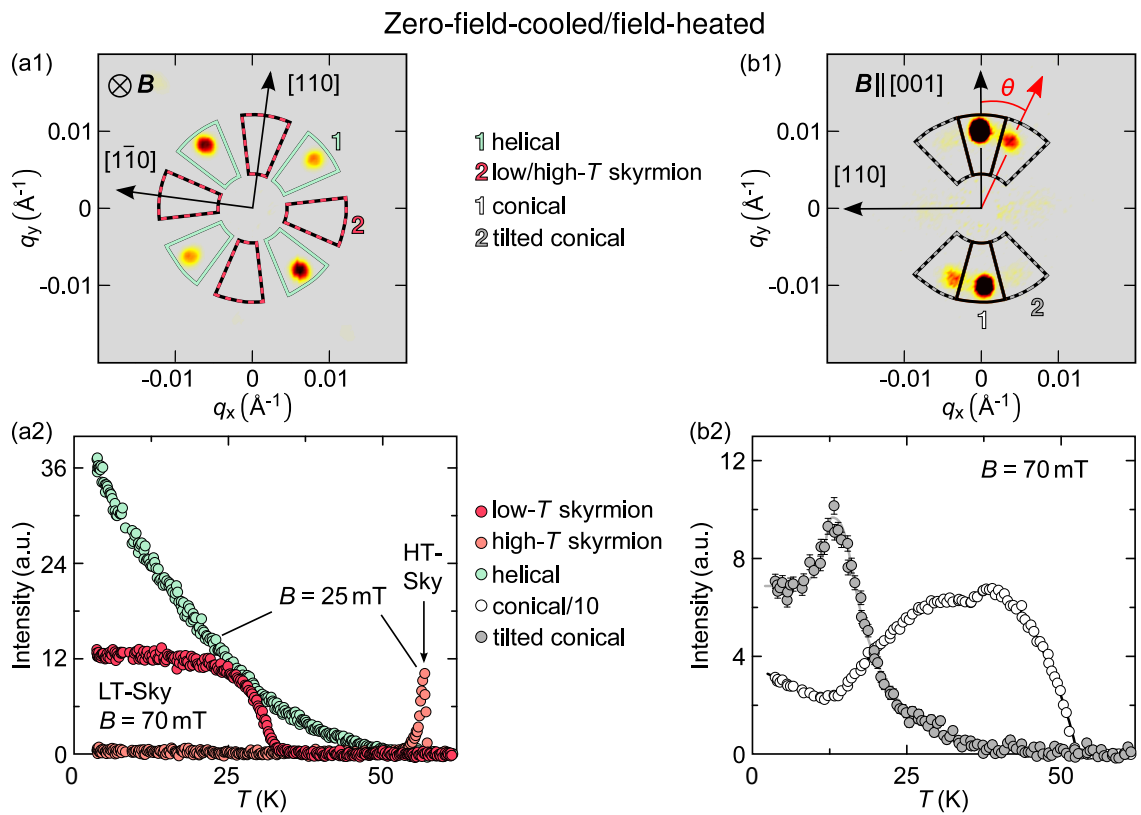 Zero-field-cooled/field-heated
(a1)
⊗ B
[110]
[1̄10]
1
2
0.01
0
-0.01
qy (Å⁻¹)
-0.01
0
0.01
qx (Å⁻¹)
1 helical
2 low/high-T skyrmion
1 conical
2 tilted conical
(b1)
B|| [001]
θ
[110]
1
2
0.01
0
-0.01
qy (Å⁻¹)
-0.01
0
0.01
qx (Å⁻¹)
(a2)
36
24
12
0
Intensity (a.u.)
B = 25 mT
HT-
Sky
LT-Sky
B = 70 mT
0
25
50
T (K)
low-T skyrmion
high-T skyrmion
helical
conical/10
tilted conical
(b2)
12
8
4
0
Intensity (a.u.)
B = 70 mT
0
25
50
T (K)